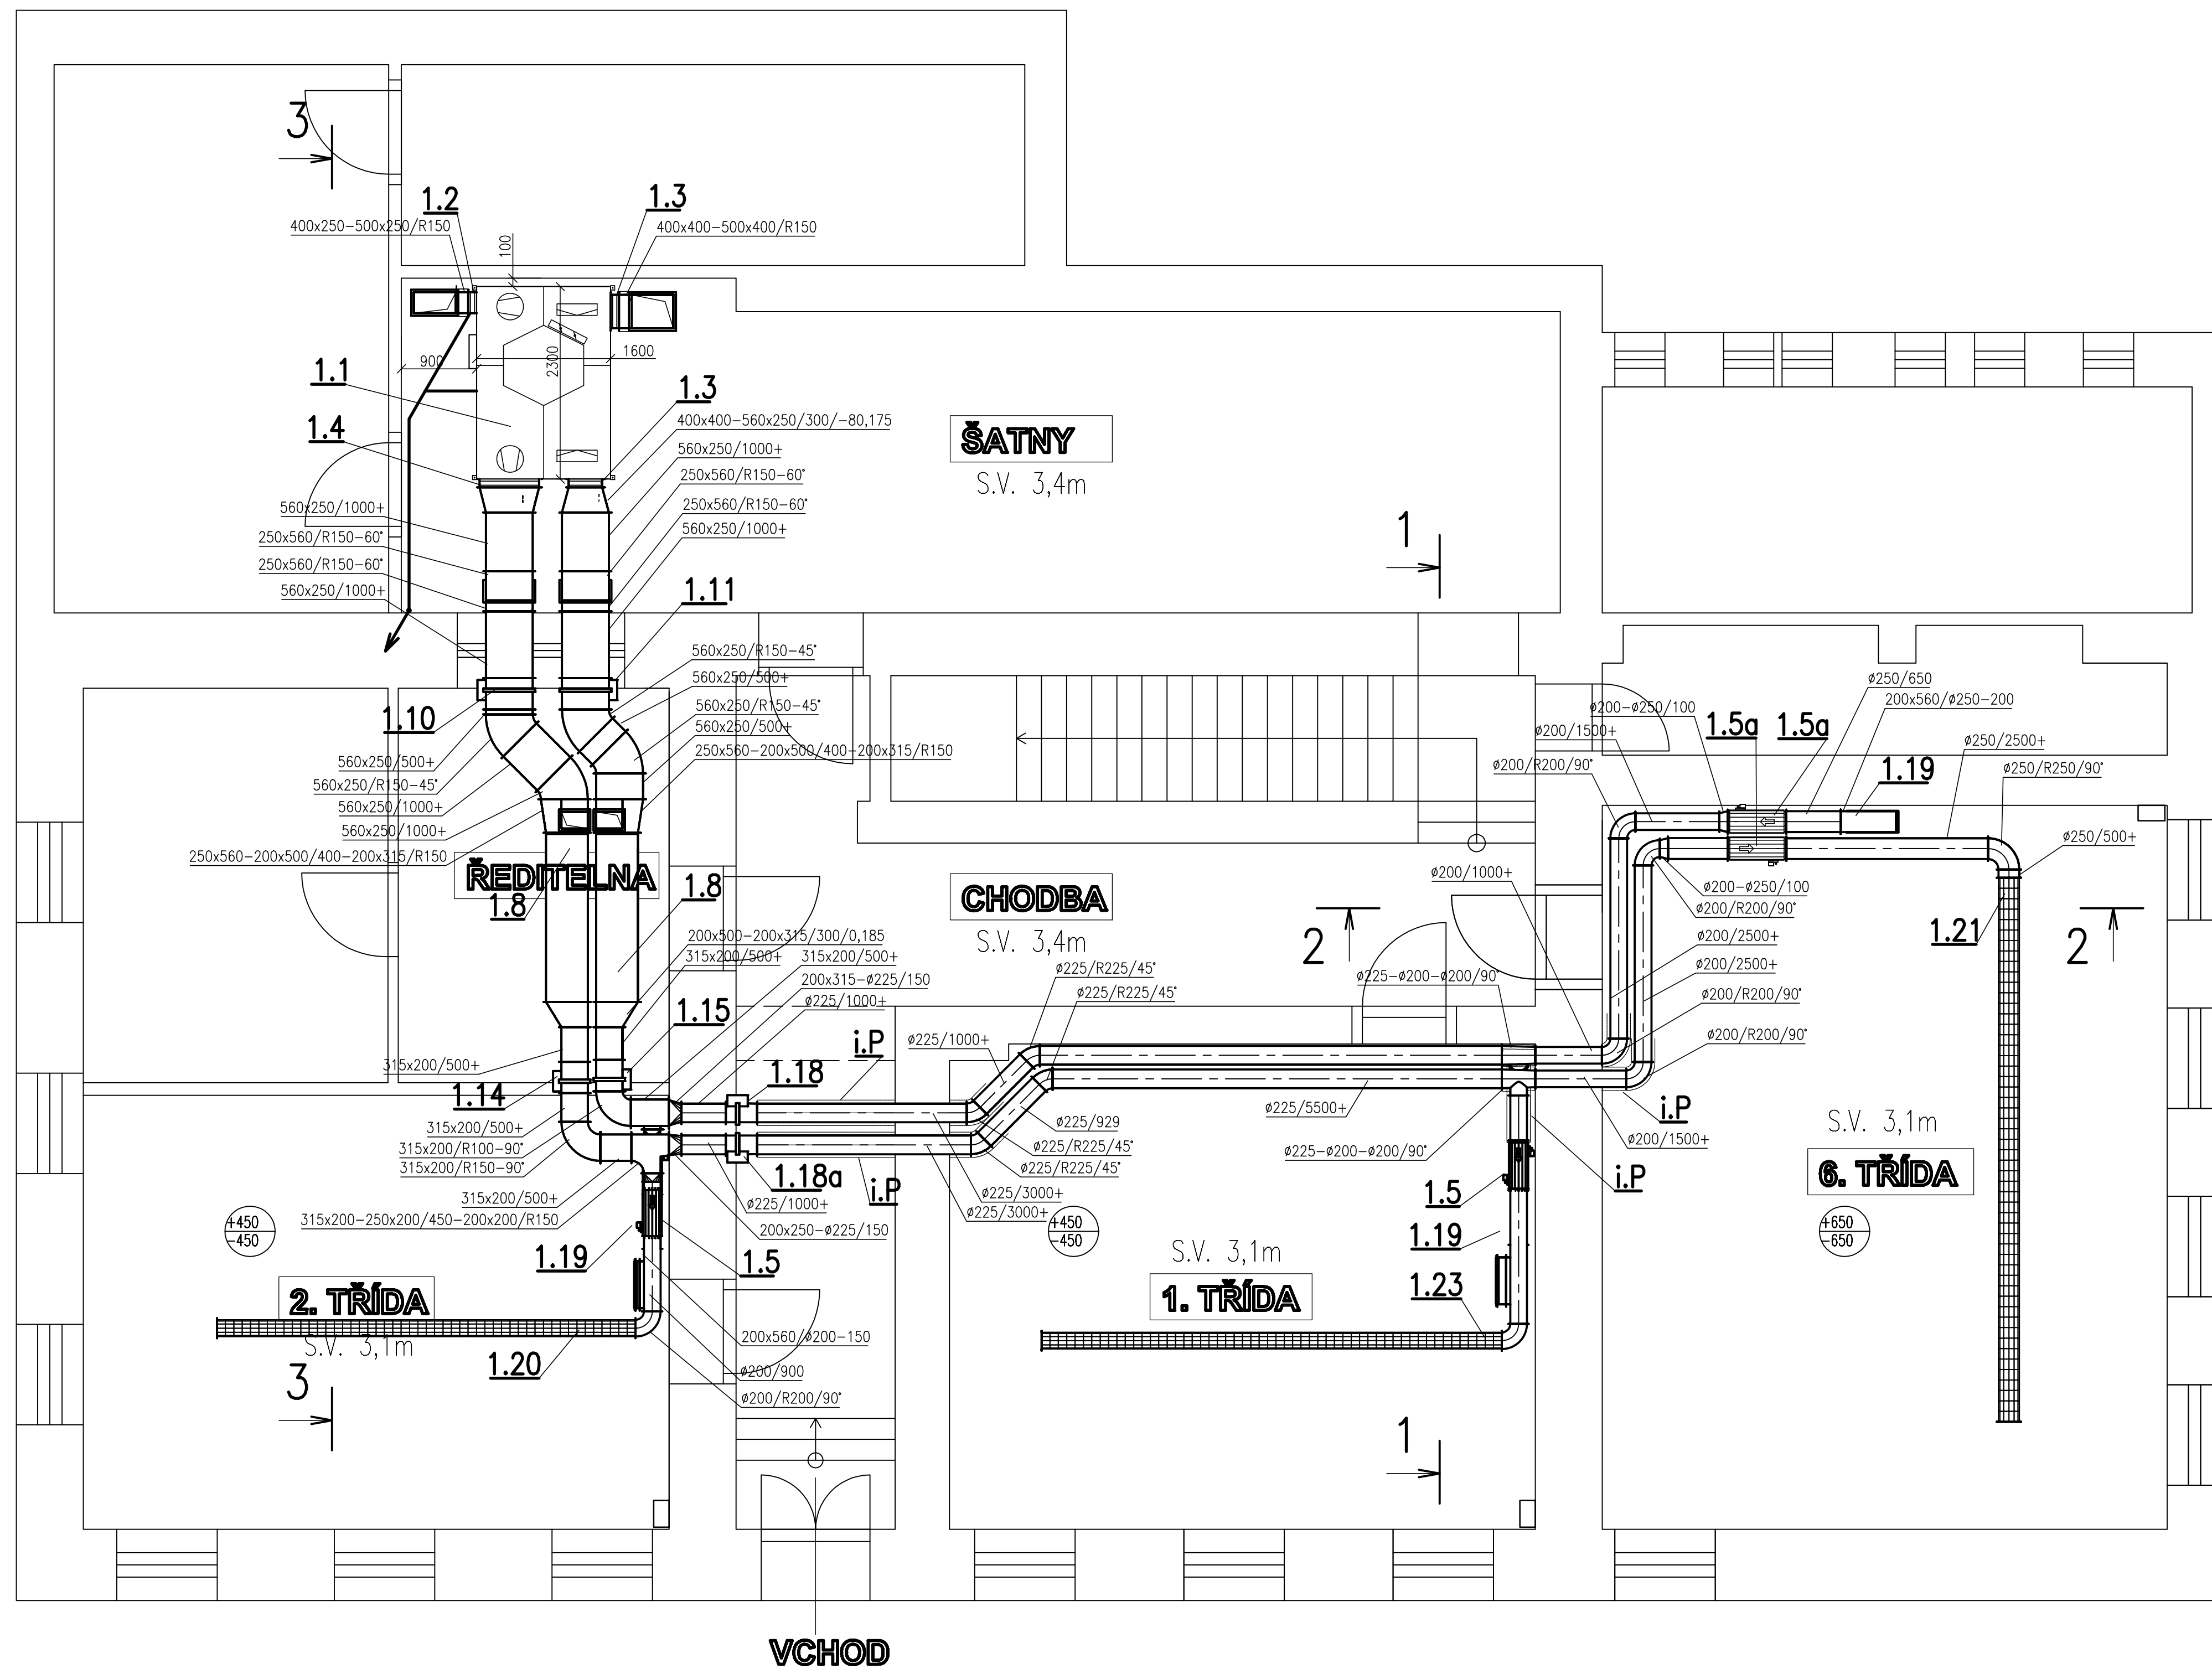 3
1.2
1.3
400x250-500x250/R150
400x400-500x400/R150
100
900
2300
1600
1.1
1.3
1.4
400x400-560x250/300/-80,175
560x250/1000+
250x560/R150-60°
ŠATNY
S.V. 3,4m
560x250/1000+
250x560/R150-60°
560x250/1000+
250x560/R150-60°
250x560/R150-60°
560x250/1000+
1
1.11
560x250/R150-45°
560x250/500+
560x250/R150-45°
560x250/500+
250x560-200x500/400-200x315/R150
1.10
560x250/500+
560x250/R150-45°
560x250/1000+
560x250/1000+
250x560-200x500/400-200x315/R150
ø250/650
200x560/ø250-200
ø200-ø250/100
1.5a
1.5a
ø200/1500+
ø250/2500+
ø200/R200/90°
ø250/R250/90°
1.19
ø250/500+
ŘEDITELNA
1.8
1.8
CHODBA
S.V. 3,4m
ø200/1000+
ø200-ø250/100
ø200/R200/90°
2
1.21
2
200x500-200x315/300/0,185
315x200/500+
315x200/500+
200x315-ø225/150
ø225/1000+
ø225/R225/45°
ø225/R225/45°
ø225-ø200-ø200/90°
ø200/2500+
ø200/2500+
ø200/R200/90°
ø200/R200/90°
1.15
i.P
ø225/1000+
315x200/500+
1.18
1.14
315x200/500+
315x200/R100-90°
315x200/R150-90°
315x200/500+
315x200-250x200/450-200x200/R150
ø225/5500+
ø225/929
ø225/R225/45°
ø225/R225/45°
ø225-ø200-ø200/90°
i.P
ø200/1500+
S.V. 3,1m
6. TŘÍDA
1.18a
i.P
ø225/1000+
ø225/3000+
ø225/3000+
200x250-ø225/150
1.5
i.P
+450
-450
+450
-450
+650
-650
1.19
1.5
1.19
S.V. 3,1m
1. TŘÍDA
1.23
2. TŘÍDA
S.V. 3,1m
1.20
200x560/ø200-150
ø200/900
ø200/R200/90°
3
1
VCHOD